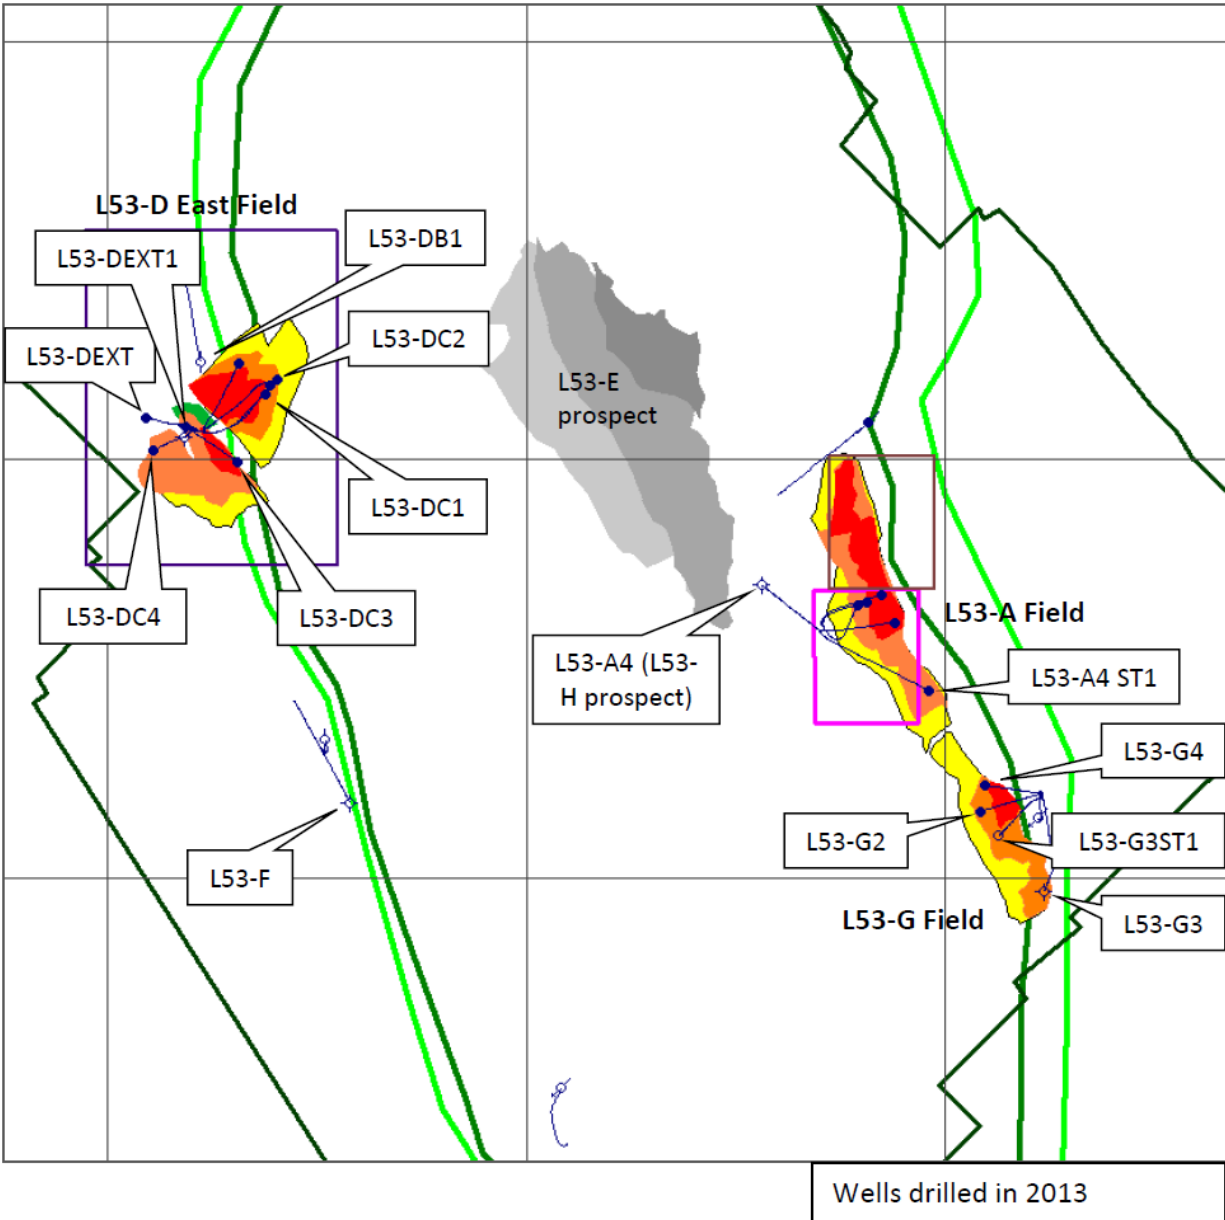 L53-D East Field
L53-DB1
L53-DEXT1
L53-DC2
L53-DEXT
L53-E
prospect
L53-DC1
L53-DC4
L53-DC3
L53-A Field
L53-A4 (L53-
H prospect)
L53-A4 ST1
L53-G4
L53-G2
L53-G3ST1
L53-F
L53-G Field
L53-G3
Wells drilled in 2013